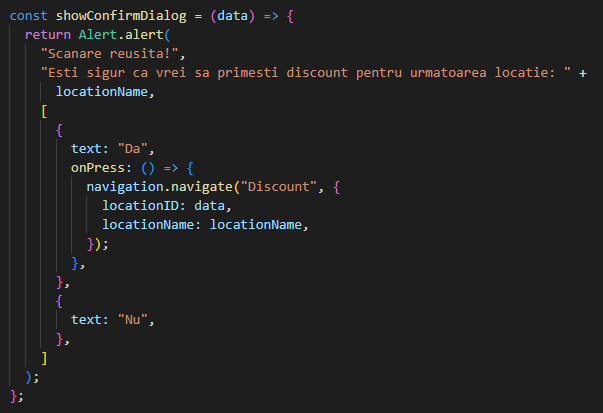 const showConfirmDialog = (data) => {
  return Alert.alert(
    "Scanare reusita!",
    "Esti sigur ca vrei sa primesti discount pentru urmatoarea locatie: " +
      locationName,
    [
      {
        text: "Da",
        onPress: () => {
          navigation.navigate("Discount", {
            locationID: data,
            locationName: locationName,
          });
        },
      },
      {
        text: "Nu",
      },
    ]
  );
};